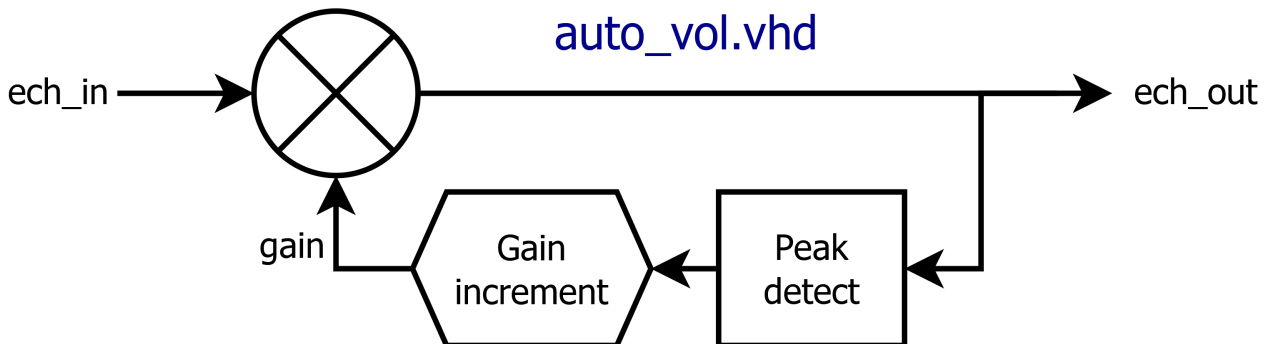 auto_vol.vhd
ech_in
ech_out
gain
Gain
increment
Peak
detect